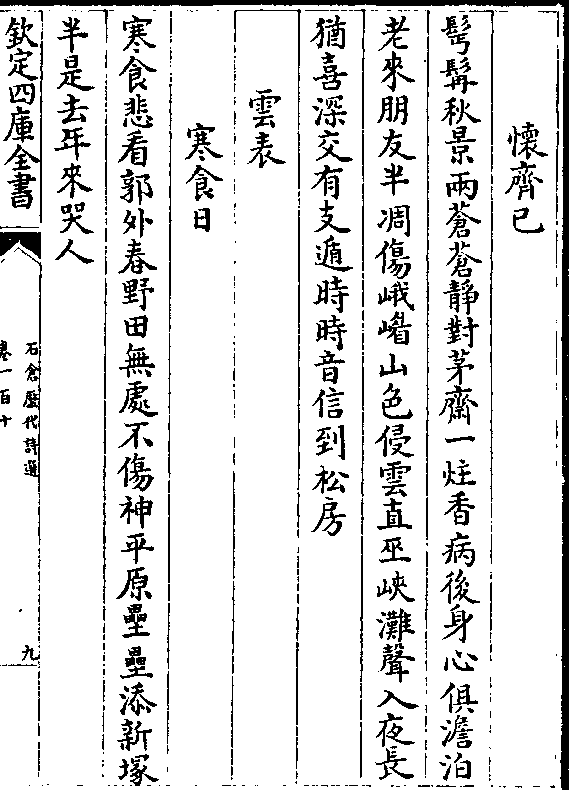 懷齊已
髩髯秋景兩蒼蒼靜對茅齋一炷香病後身心俱澹泊
老來朋友半凋傷峨嵋山色侵雲直巫峽灘聲入夜長
猶喜深交有支遁時時音信到松房
雲表
寒食日
寒食悲看郭外春野田無處不傷神平原壘壘添新塚
半是去年來哭人
欽定四庫全書
石倉歷代詩選
卷一百十
九